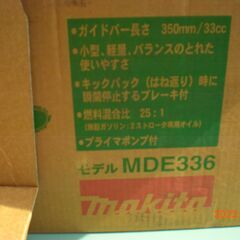 ● ガイドバー長さ 350mm/33cc
● 小型、軽量、バランスのとれた
使いやすさ
● キックバック (はね返り) 時に
瞬間停止するブレーキ付
● 燃料混合比 25:1
(無鉛ガソリン:2ストローク専用オイル)
● プライマポンプ付
モデル MDE336
makita